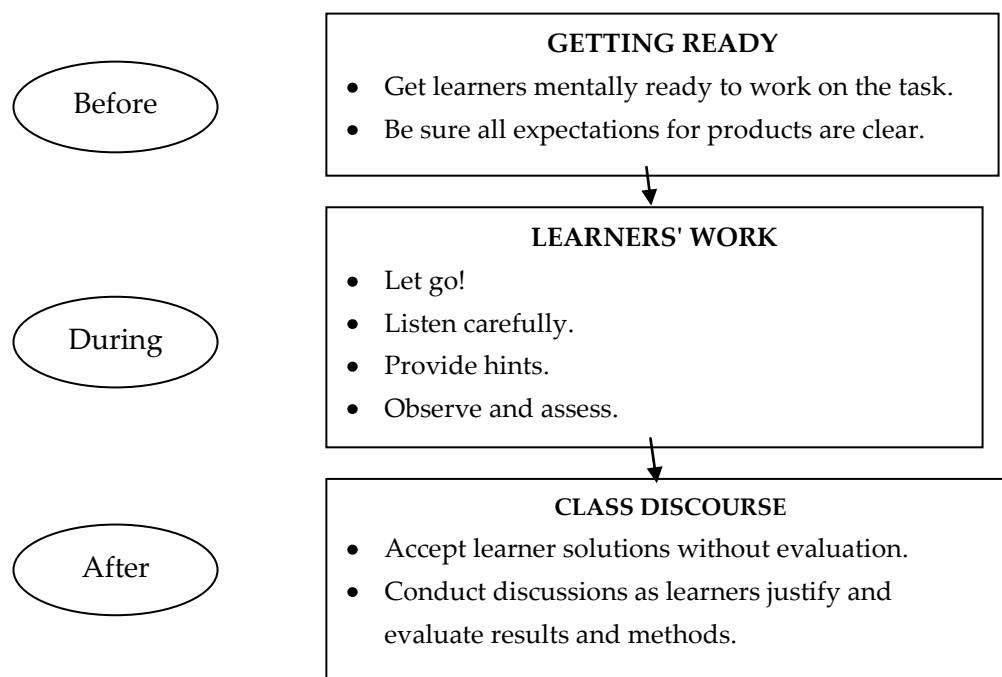 Before
GETTING READY
• Get learners mentally ready to work on the task.
• Be sure all expectations for products are clear.
During
LEARNERS' WORK
• Let go!
• Listen carefully.
• Provide hints.
• Observe and assess.
After
CLASS DISCOURSE
• Accept learner solutions without evaluation.
• Conduct discussions as learners justify and
evaluate results and methods.